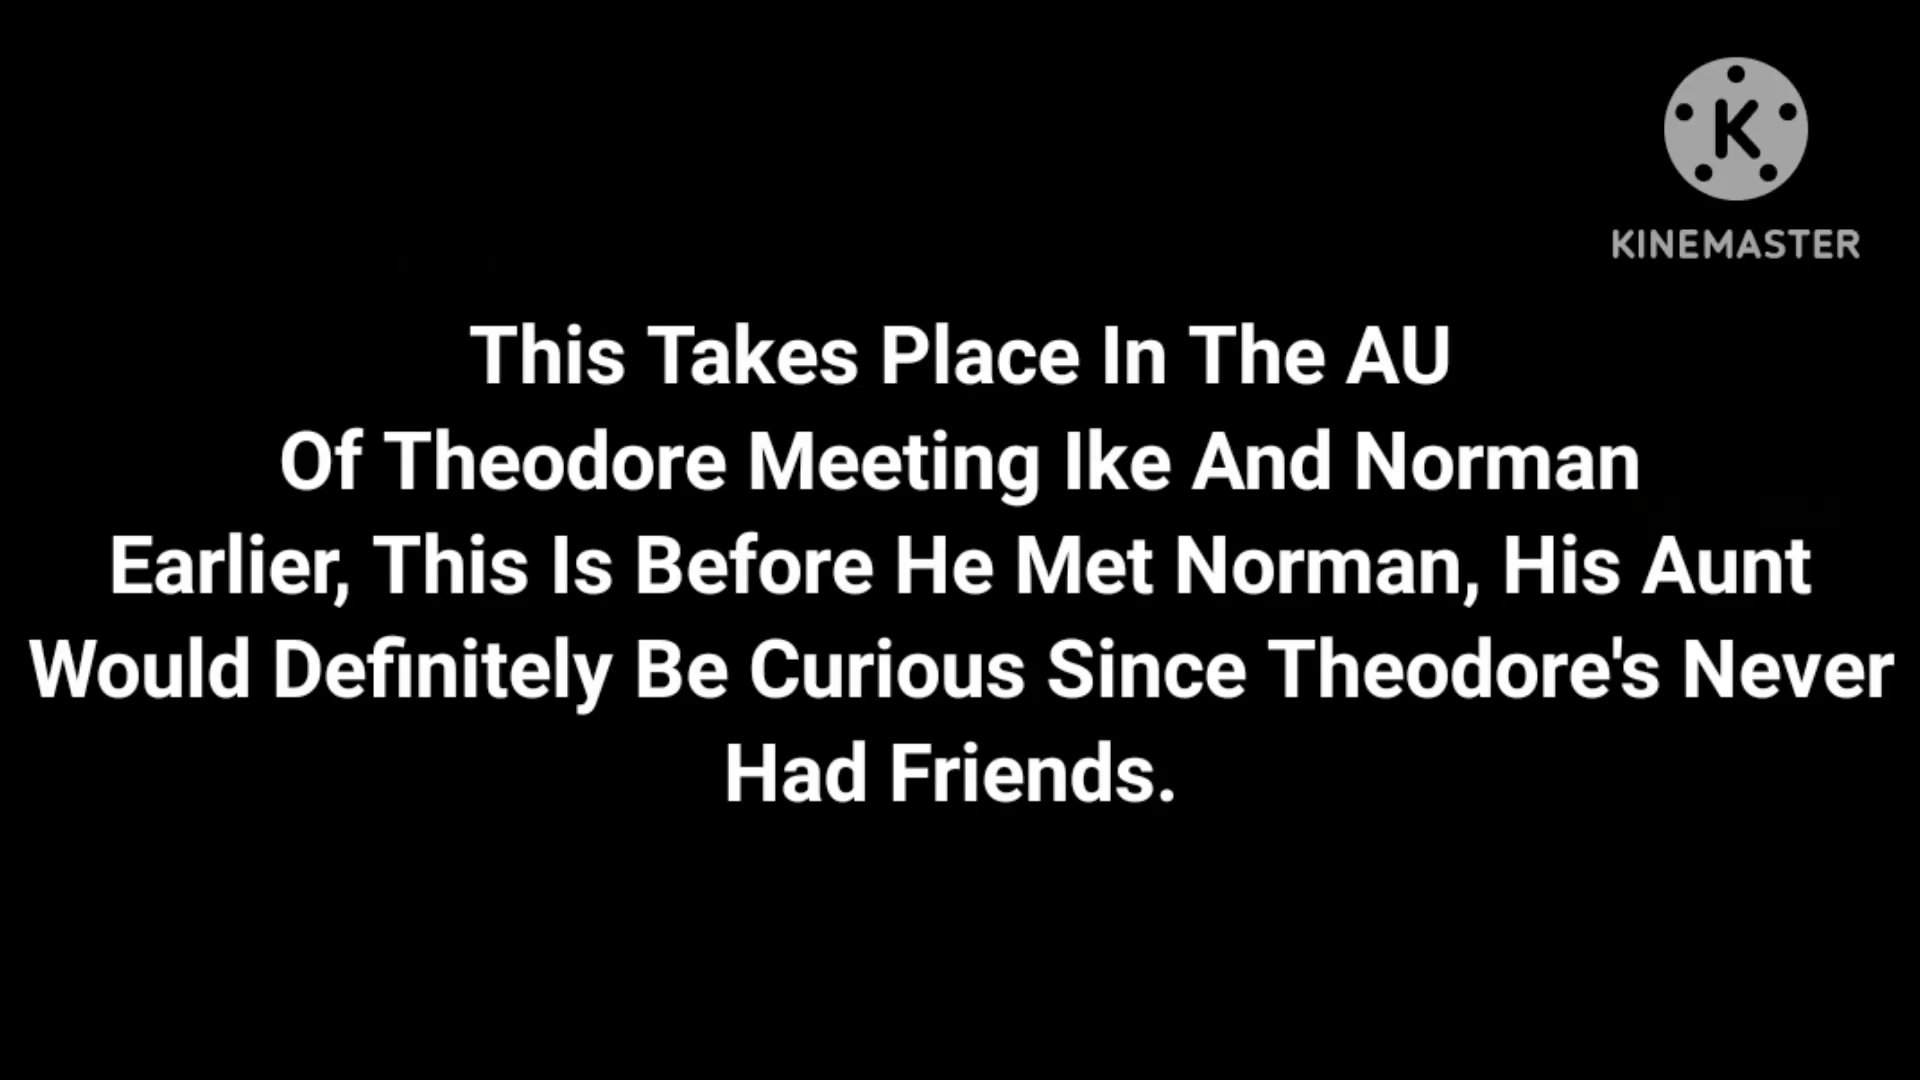 K
KINEMASTER
This Takes Place In The AU
Of Theodore Meeting Ike And Norman
Earlier, This Is Before He Met Norman, His Aunt
Would Definitely Be Curious Since Theodore's Never
Had Friends.